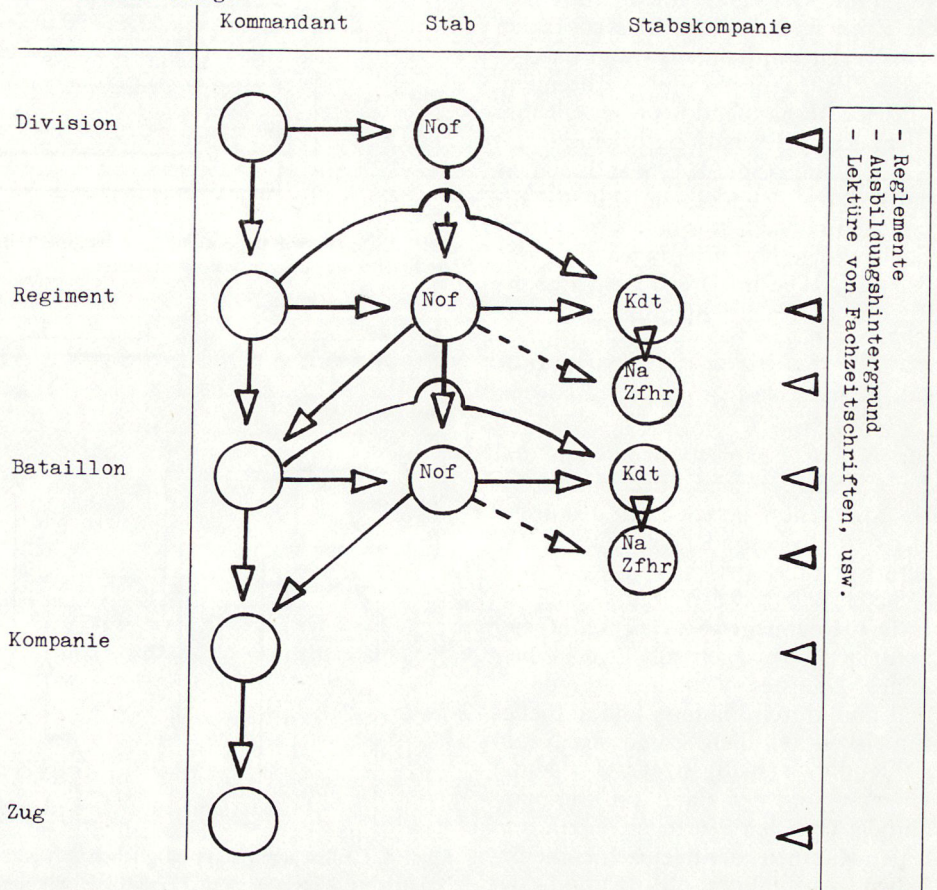 Kommandant Stab Stabskompanie
Division
Nof
Regiment
Nof
Kdt
Na
Zfhr
Bataillon
Nof
Kdt
Na
Zfhr
Kompanie
Zug
- Reglemente
- Ausbildungshintergrund
- Lektüre von Fachzeitschriften, usw.